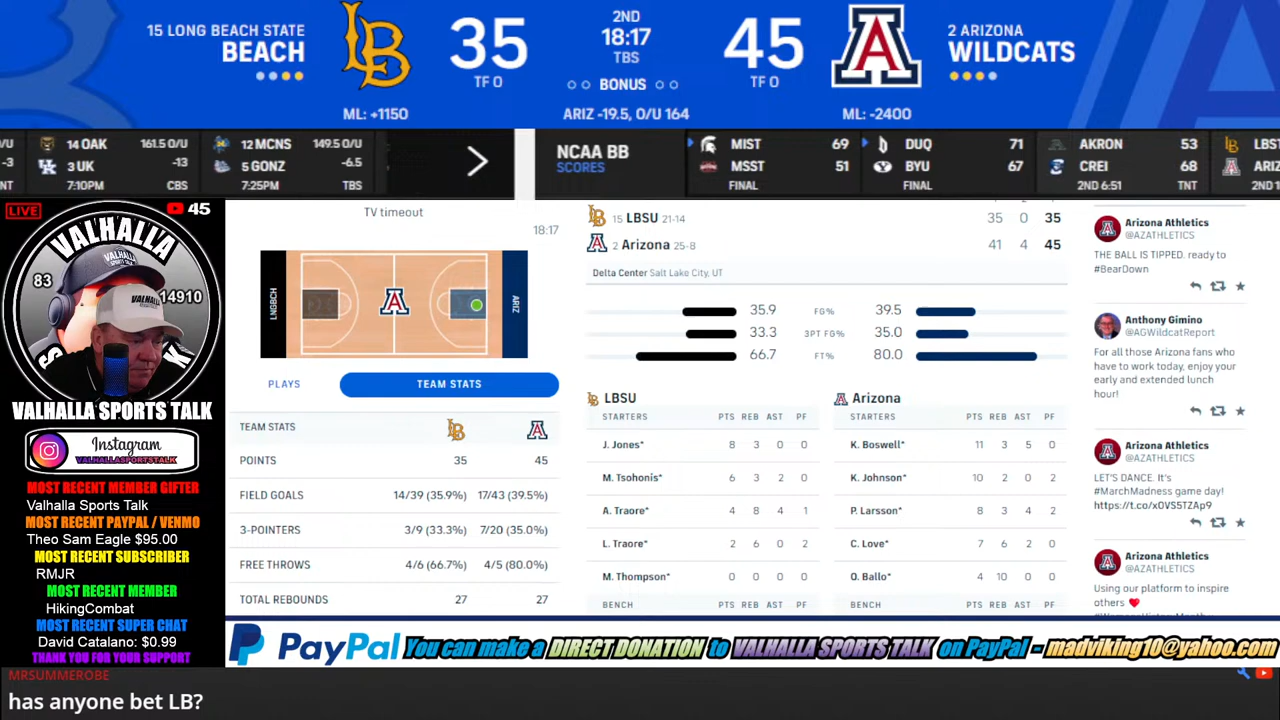 15 LONG BEACH STATE
BEACH
LB
35
TF 0
2ND
18:17
TBS
BONUS
45
TF 0
A
2 ARIZONA
WILDCATS
ML: +1150
ARIZ -19.5, O/U 164
ML: -2400
O/U
-3
NT
14 OAK 161.5 O/U
3 UK -13
7:10PM CBS
12 MCNS 149.5 O/U
5 GONZ -6.5
7:25PM TBS
NCAA BB
SCORES
MIST 69
MSST 51
FINAL
DUQ 71
BYU 67
FINAL
AKRON 53
CREI 68
2ND 6:51 TNT
LBST
ARIZ
2ND 1
LIVE
45
VALHALLA
83
14910
VALHALLA SPORTS TALK
Instagram
VALHALLASPORTSTALK
MOST RECENT MEMBER GIFTER
Valhalla Sports Talk
MOST RECENT PAYPAL / VENMO
Theo Sam Eagle $95.00
MOST RECENT SUBSCRIBER
RMJR
MOST RECENT MEMBER
HikingCombat
MOST RECENT SUPER CHAT
David Catalano: $0.99
THANK YOU FOR YOUR SUPPORT
TV timeout
18:17
LNGBCH
A
ARIZ
PLAYS
TEAM STATS
TEAM STATS
POINTS 35 45
FIELD GOALS 14/39 (35.9%) 17/43 (39.5%)
3-POINTERS 3/9 (33.3%) 7/20 (35.0%)
FREE THROWS 4/6 (66.7%) 4/5 (80.0%)
TOTAL REBOUNDS 27 27
15 LBSU 21-14 35 0 35
2 Arizona 25-8 41 4 45
Delta Center Salt Lake City, UT
35.9 FG% 39.5
33.3 3PT FG% 35.0
66.7 FT% 80.0
LBSU
STARTERS PTS REB AST PF
J. Jones* 8 3 0 0
M. Tsohonis* 6 3 2 0
A. Traore* 4 8 4 1
L. Traore* 2 6 0 2
M. Thompson* 0 0 0 0
BENCH PTS REB AST PF
Arizona
STARTERS PTS REB AST PF
K. Boswell* 11 3 5 0
K. Johnson* 10 2 0 2
P. Larsson* 8 3 4 2
C. Love* 7 6 2 0
O. Ballo* 4 10 0 0
BENCH PTS REB AST PF
Arizona Athletics
@AZATHLETICS
THE BALL IS TIPPED. ready to
#BearDown
Anthony Gimino
@AGWildcatReport
For all those Arizona fans who
have to work today, enjoy your
early and extended lunch
hour!
Arizona Athletics
@AZATHLETICS
LET'S DANCE. It's
#MarchMadness game day!
https://t.co/xOVS5TZAp9
Arizona Athletics
@AZATHLETICS
Using our platform to inspire
others ❤
PayPal You can make a DIRECT DONATION to VALHALLA SPORTS TALK on PayPal - madviking10@yahoo.com
MRSUMMEROBE
has anyone bet LB?